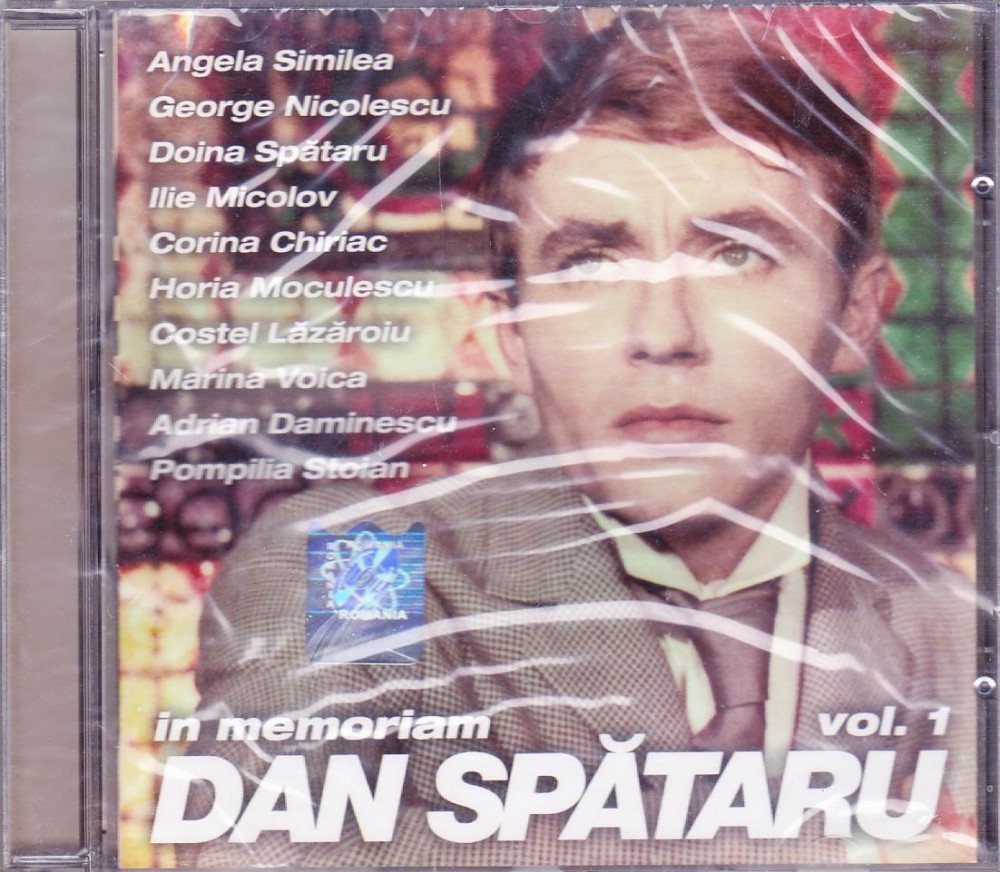 Angela Similea
George Nicolescu
Doina Spătaru
Ilie Micolov
Corina Chiriac
Horia Moculescu
Costel Lăzăroiu
Marina Voica
Adrian Daminescu
Pompilia Stoian
ROMANIA
in memoriam
vol. 1
DAN SPĂTARU